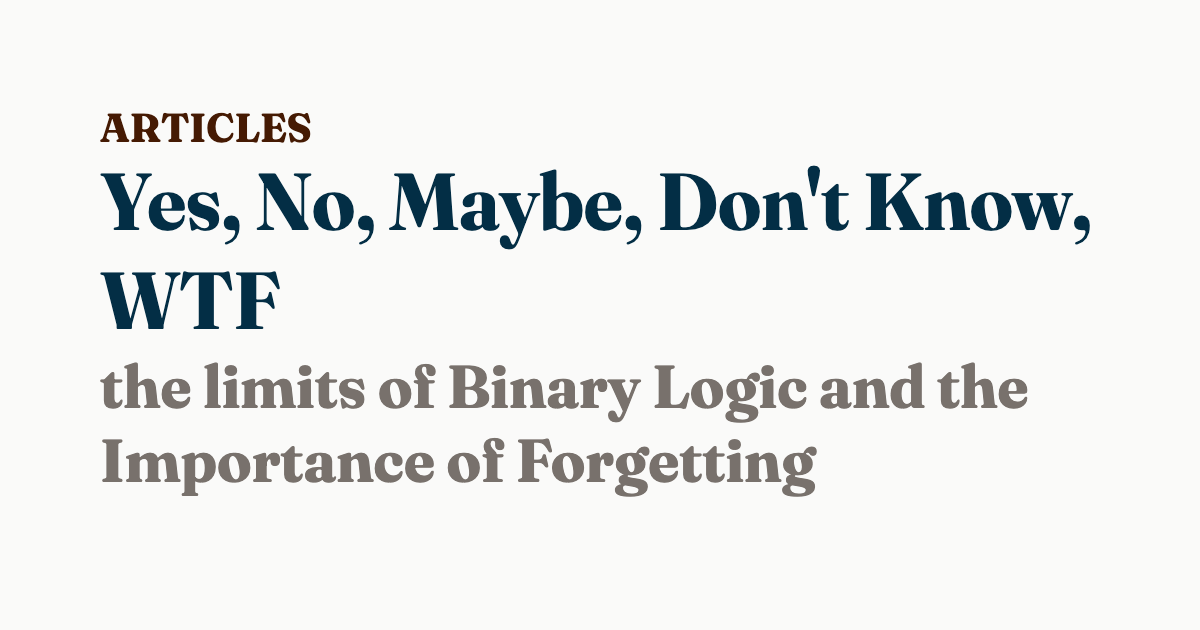 ARTICLES
Yes, No, Maybe, Don't Know,
WTF
the limits of Binary Logic and the
Importance of Forgetting